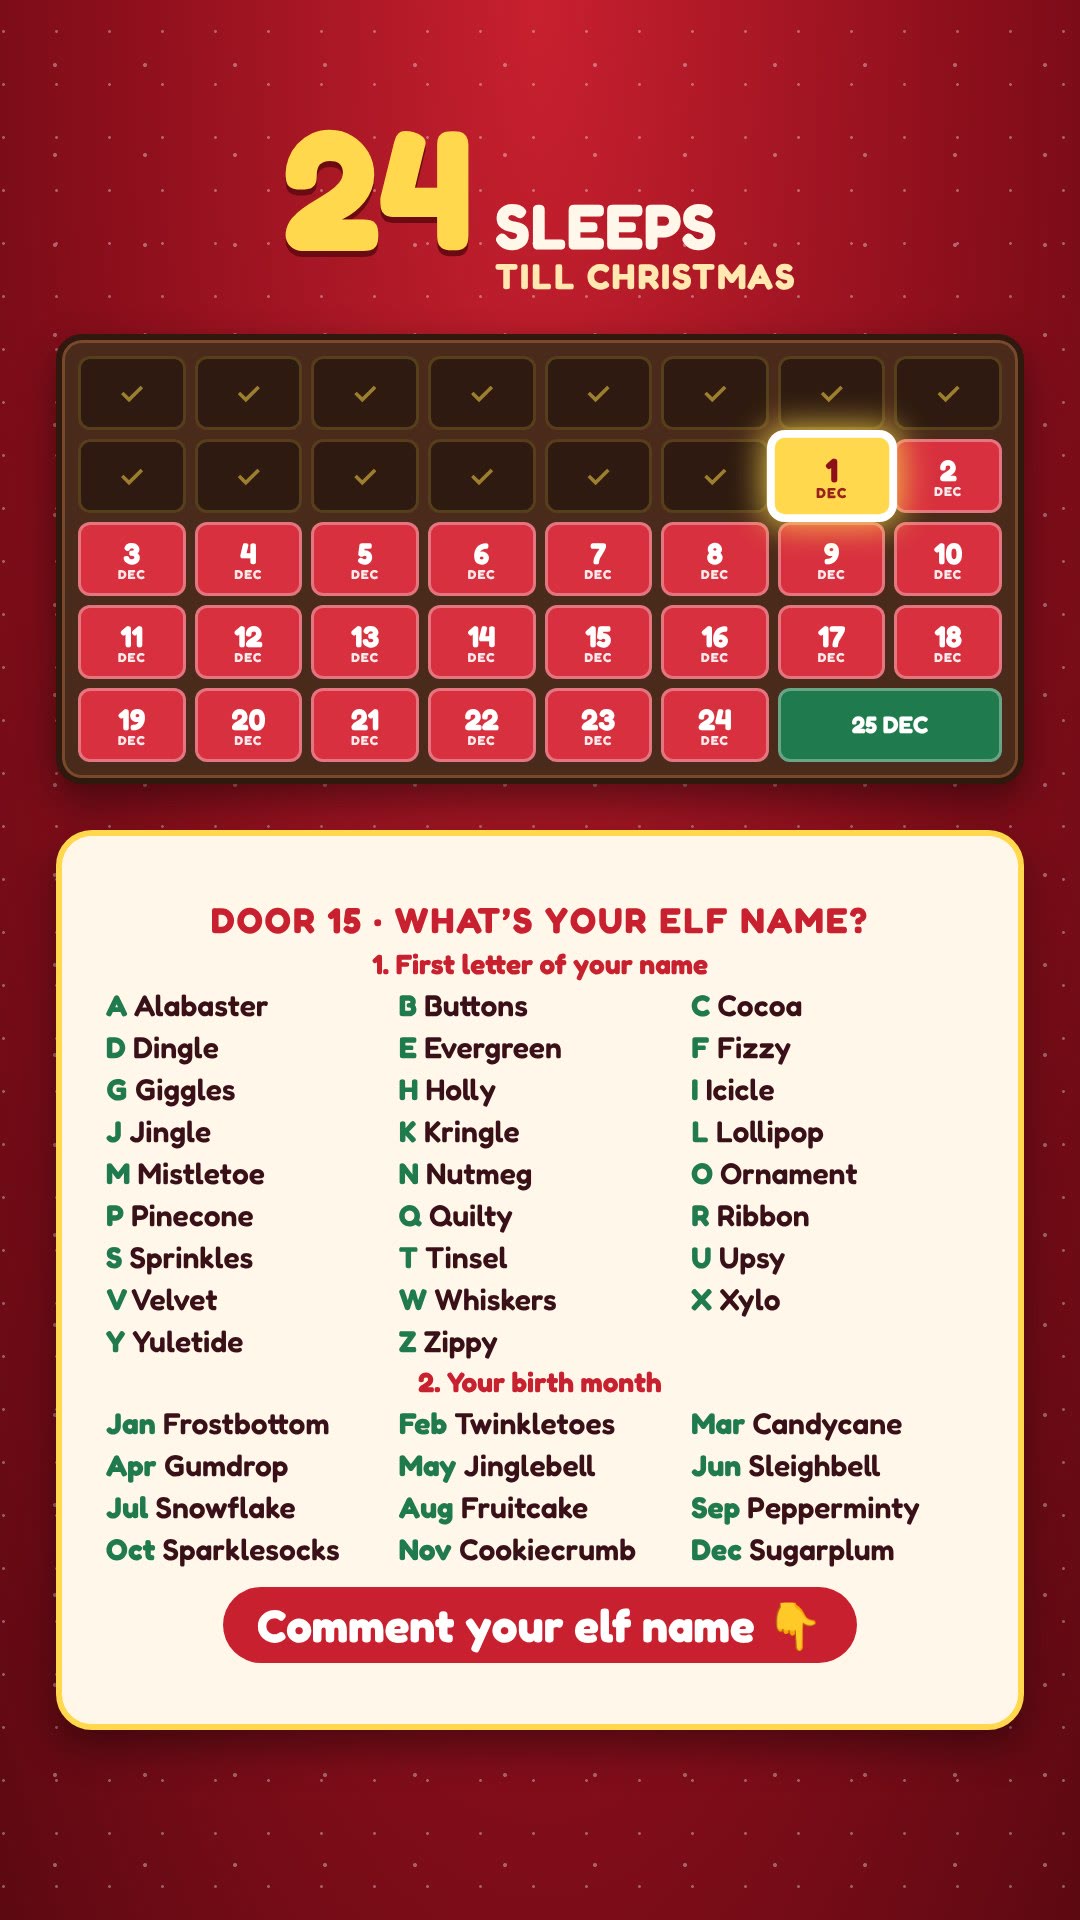 24 SLEEPS
TILL CHRISTMAS
1 DEC
2 DEC
3 DEC
4 DEC
5 DEC
6 DEC
7 DEC
8 DEC
9 DEC
10 DEC
11 DEC
12 DEC
13 DEC
14 DEC
15 DEC
16 DEC
17 DEC
18 DEC
19 DEC
20 DEC
21 DEC
22 DEC
23 DEC
24 DEC
25 DEC
DOOR 15 · WHAT'S YOUR ELF NAME?
1. First letter of your name
A Alabaster B Buttons C Cocoa
D Dingle E Evergreen F Fizzy
G Giggles H Holly I Icicle
J Jingle K Kringle L Lollipop
M Mistletoe N Nutmeg O Ornament
P Pinecone Q Quilty R Ribbon
S Sprinkles T Tinsel U Upsy
V Velvet W Whiskers X Xylo
Y Yuletide Z Zippy
2. Your birth month
Jan Frostbottom Feb Twinkletoes Mar Candycane
Apr Gumdrop May Jinglebell Jun Sleighbell
Jul Snowflake Aug Fruitcake Sep Pepperminty
Oct Sparklesocks Nov Cookiecrumb Dec Sugarplum
Comment your elf name 👇